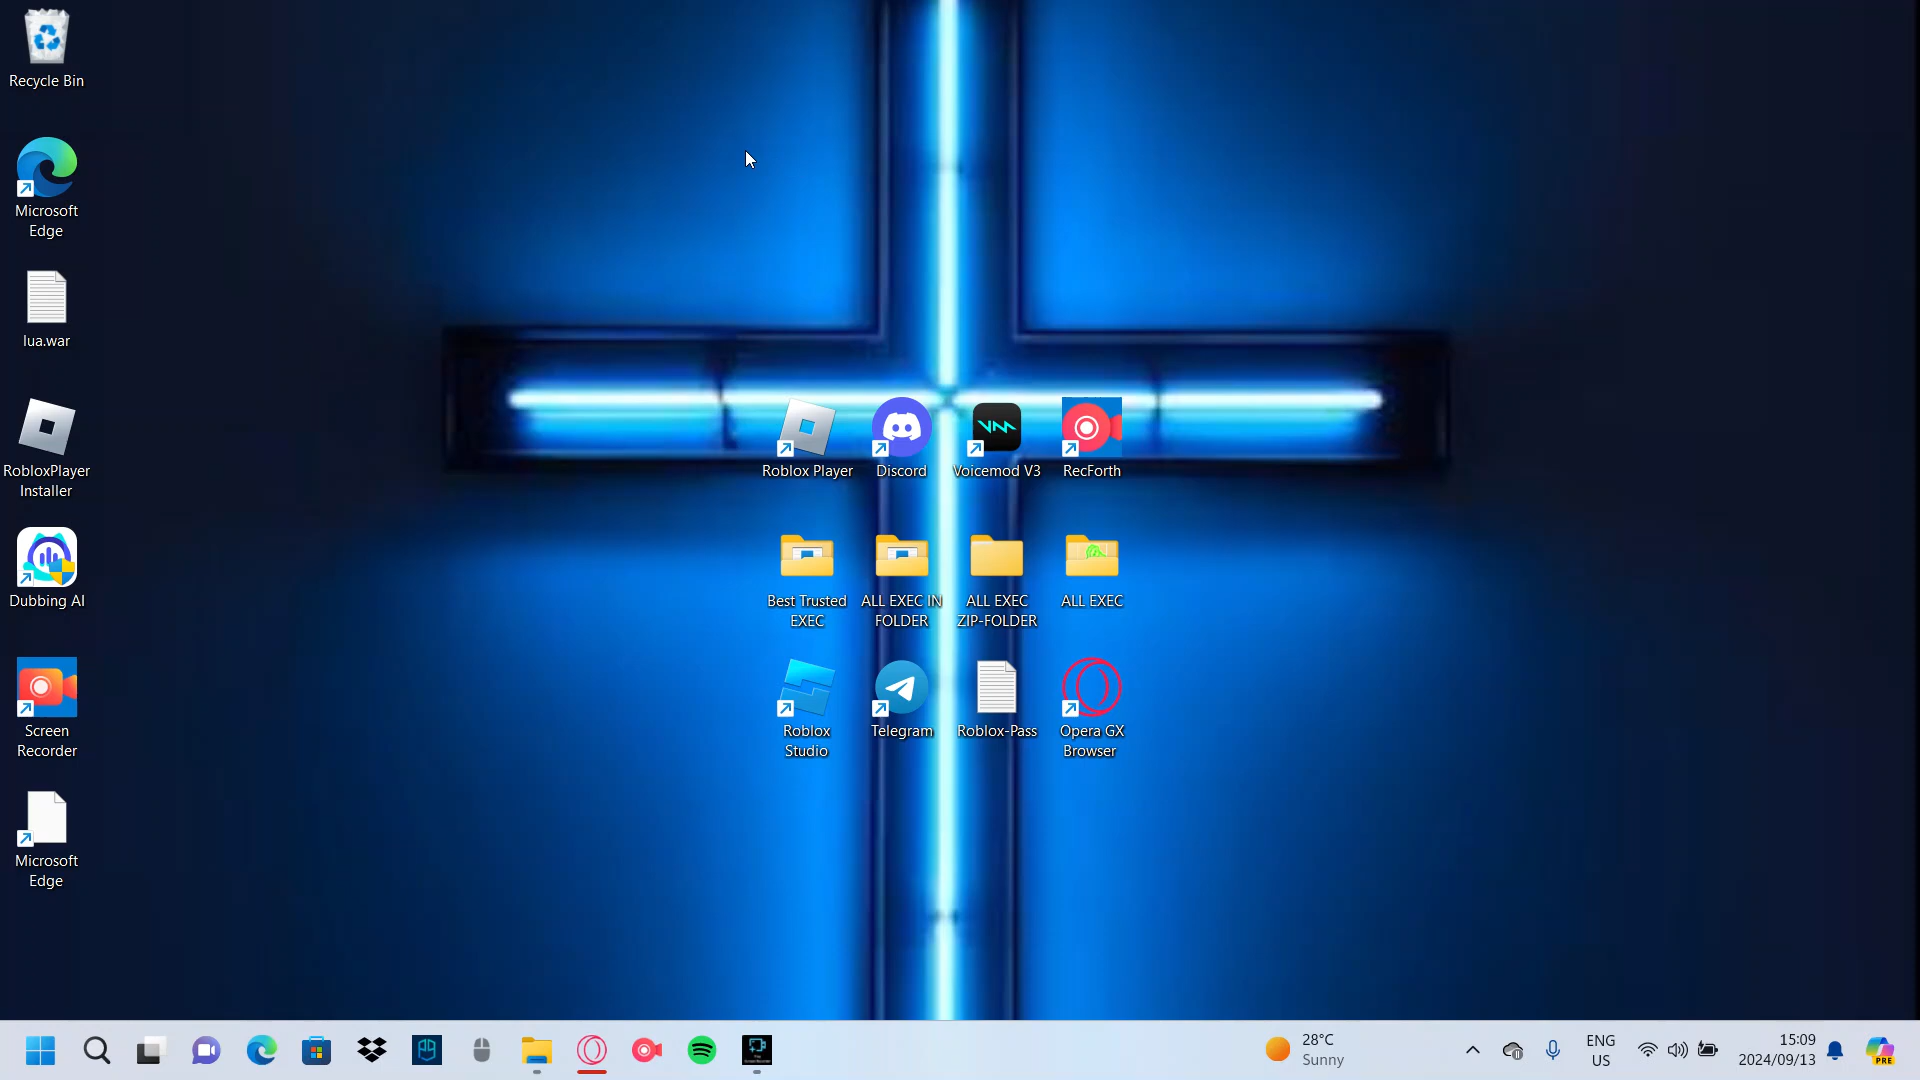 Recycle Bin
Microsoft
Edge
lua.war
RobloxPlayer
Installer
Dubbing AI
Screen
Recorder
Microsoft
Edge
Roblox Player
Discord
Voicemod V3
RecForth
Best Trusted
EXEC
ALL EXEC IN
FOLDER
ALL EXEC
ZIP-FOLDER
ALL EXEC
Roblox
Studio
Telegram
Roblox-Pass
Opera GX
Browser
28°C
Sunny
ENG
US
15:09
2024/09/13
PRE